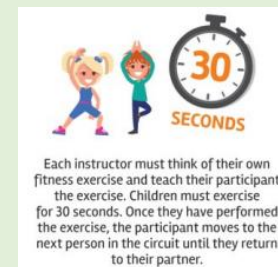 30
SECONDS
Each instructor must think of their own
fitness exercise and teach their participant
the exercise. Children must exercise
for 30 seconds. Once they have performed
the exercise, the participant moves to the
next person in the circuit until they return
to their partner.